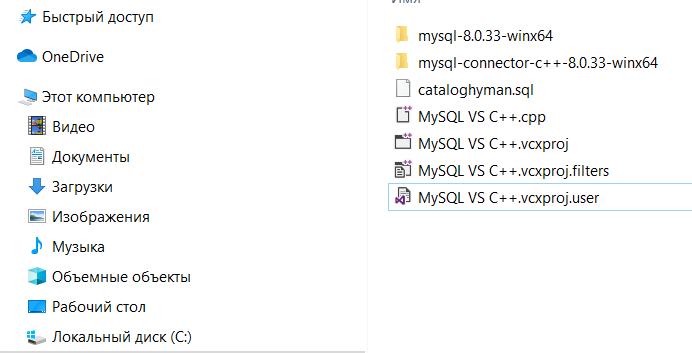 Быстрый доступ
OneDrive
Этот компьютер
Видео
Документы
Загрузки
Изображения
Музыка
Объемные объекты
Рабочий стол
Локальный диск (C:)
Имя
mysql-8.0.33-winx64
mysql-connector-c++-8.0.33-winx64
cataloghyman.sql
MySQL VS C++.cpp
MySQL VS C++.vcxproj
MySQL VS C++.vcxproj.filters
MySQL VS C++.vcxproj.user